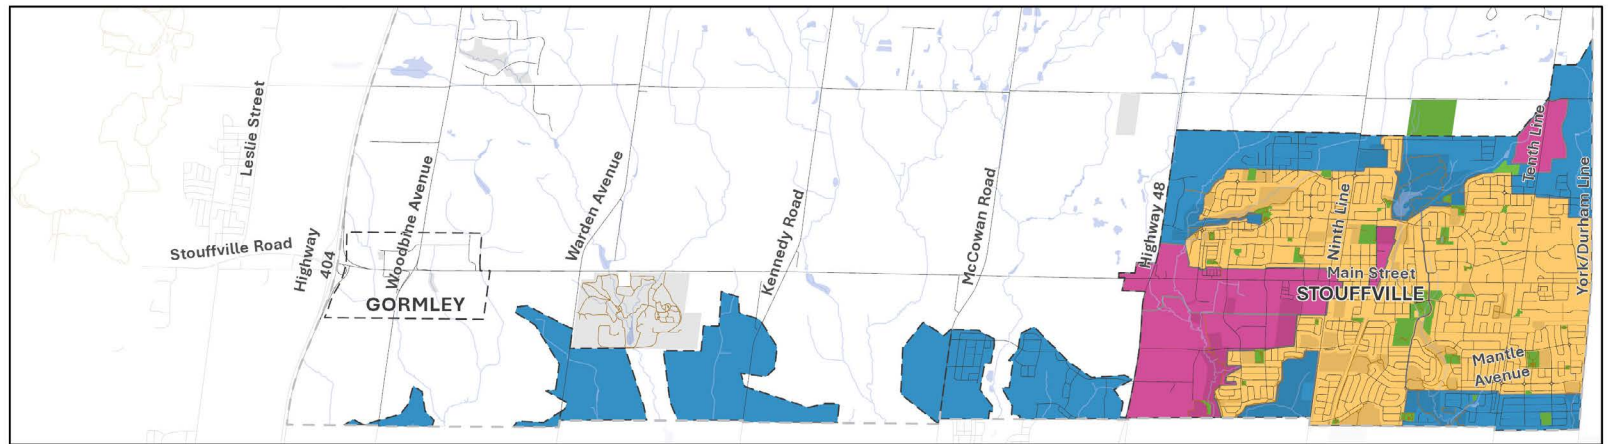 Leslie Street
Stouffville Road
Highway
404
Woodbine Avenue
GORMLEY
Warden Avenue
Kennedy Road
McCowan Road
Highway 48
Ninth Line
Main Street
STOUFFVILLE
Tenth Line
York/Durham Line
Mantle
Avenue